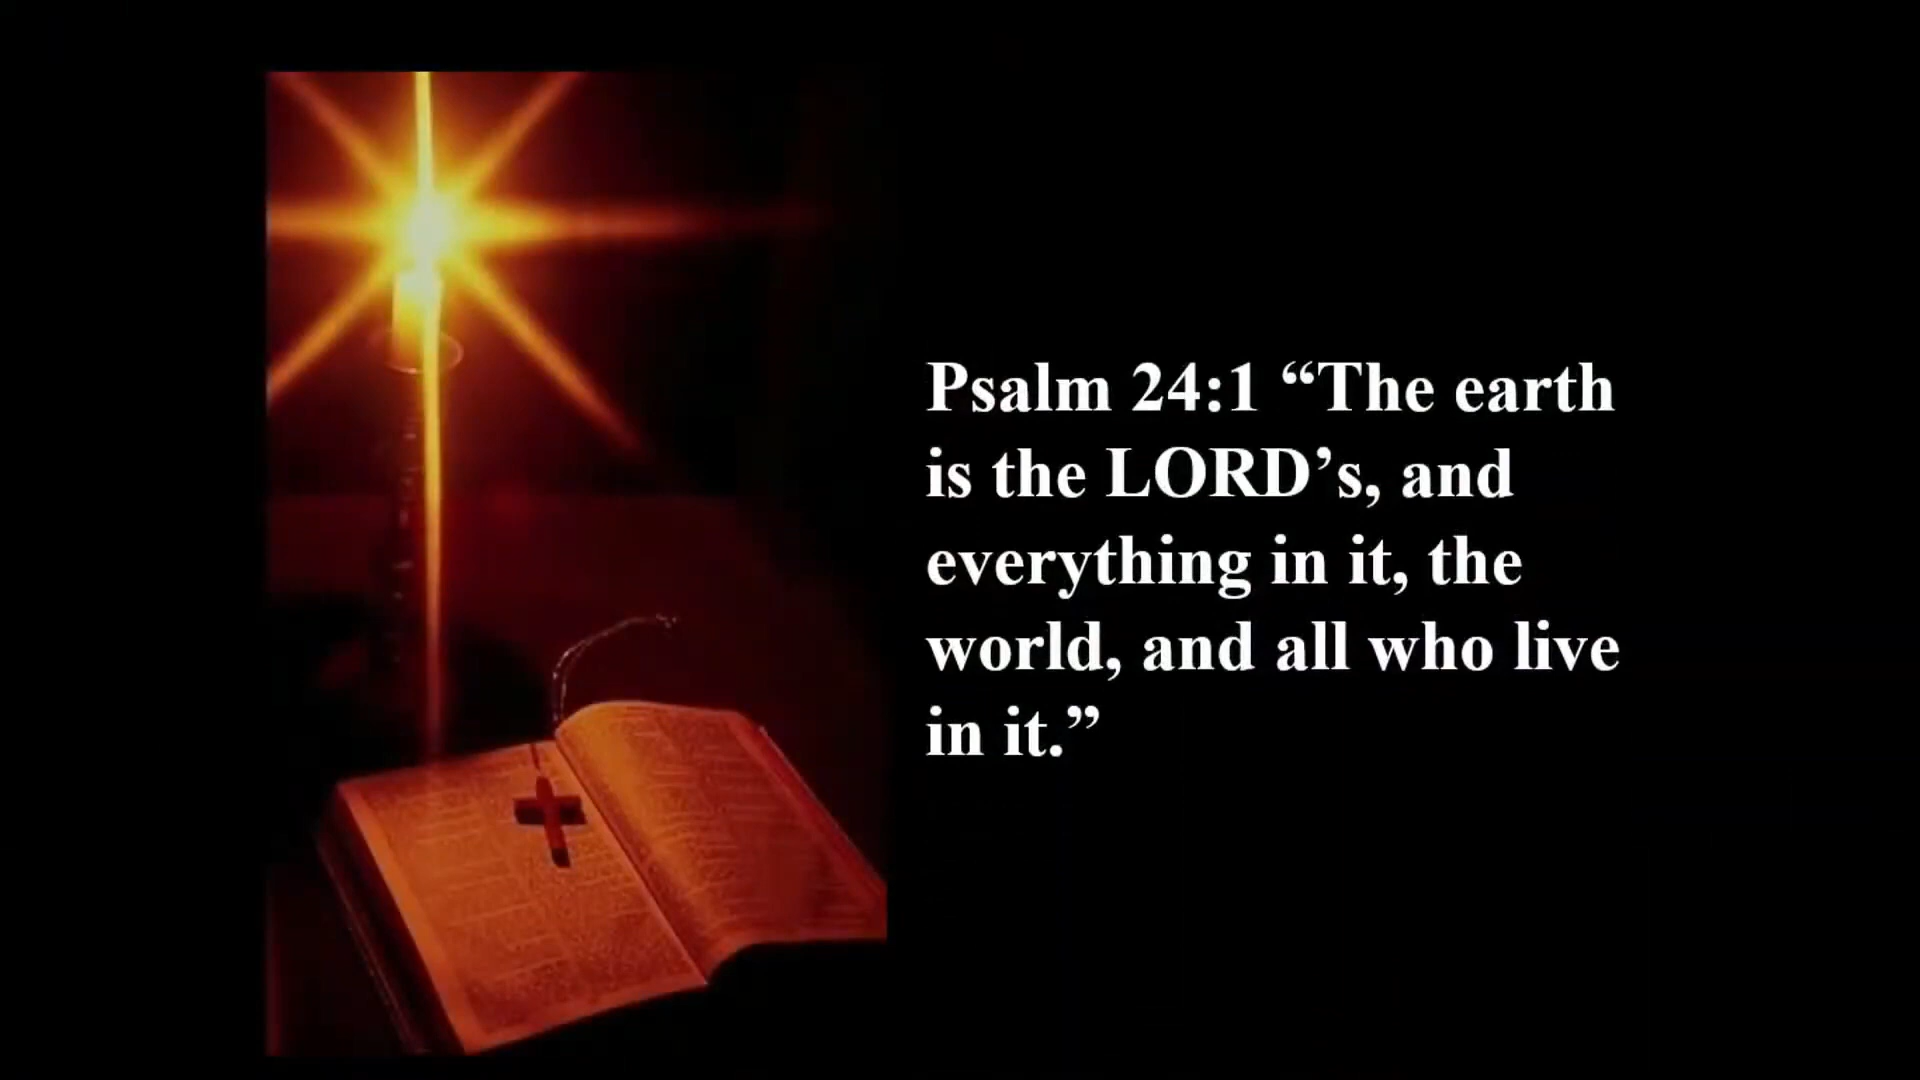 Psalm 24:1 “The earth
is the LORD’s, and
everything in it, the
world, and all who live
in it.”